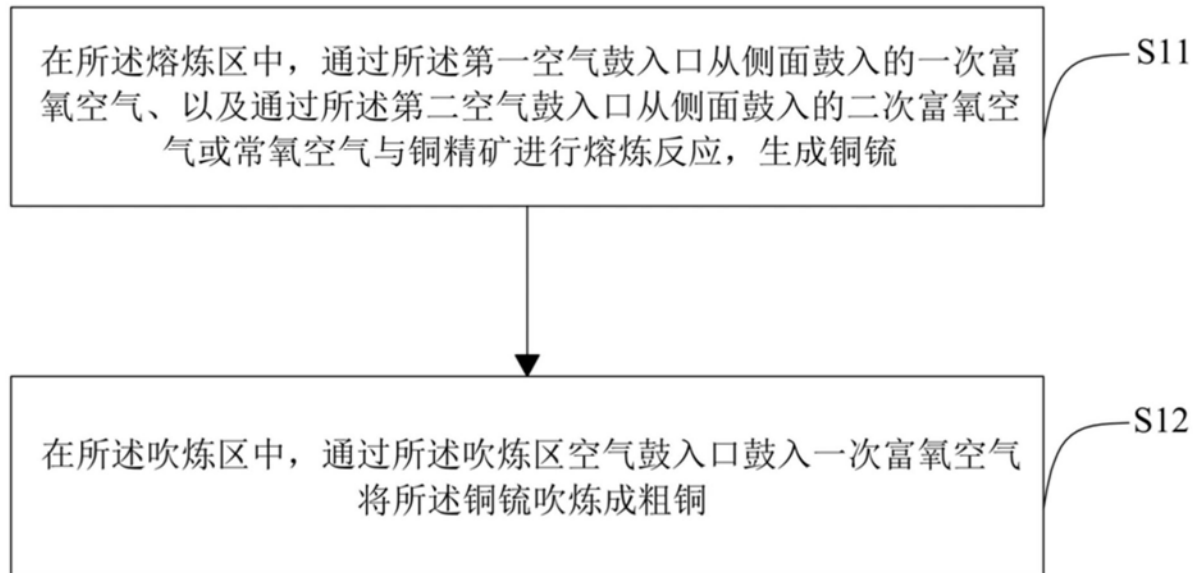 在所述熔炼区中，通过所述第一空气鼓入口从侧面鼓入的一次富
氧空气、以及通过所述第二空气鼓入口从侧面鼓入的二次富氧空
气或常氧空气与铜精矿进行熔炼反应，生成铜锍
S11
在所述吹炼区中，通过所述吹炼区空气鼓入口鼓入一次富氧空气
将所述铜锍吹炼成粗铜
S12